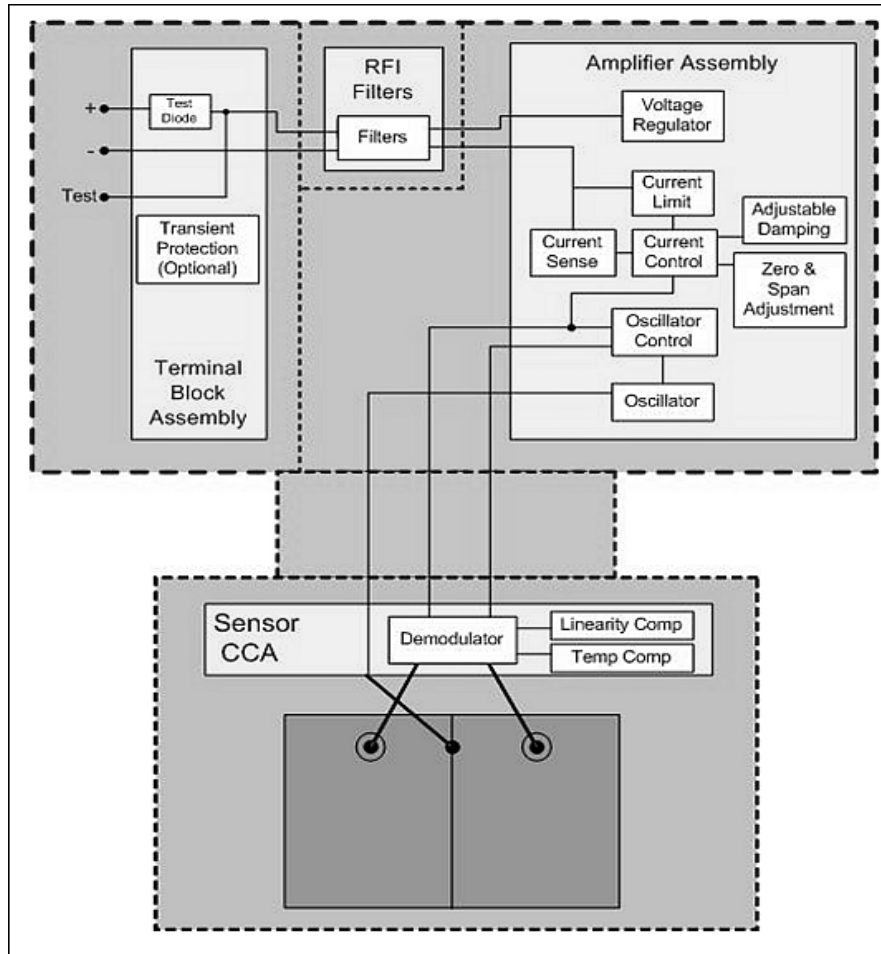 +
-
Test
Test
Diode
Transient
Protection
(Optional)
Terminal
Block
Assembly
RFI
Filters
Filters
Amplifier Assembly
Voltage
Regulator
Current
Limit
Adjustable
Damping
Current
Sense
Current
Control
Zero &
Span
Adjustment
Oscillator
Control
Oscillator
Sensor
CCA
Demodulator
Linearity Comp
Temp Comp